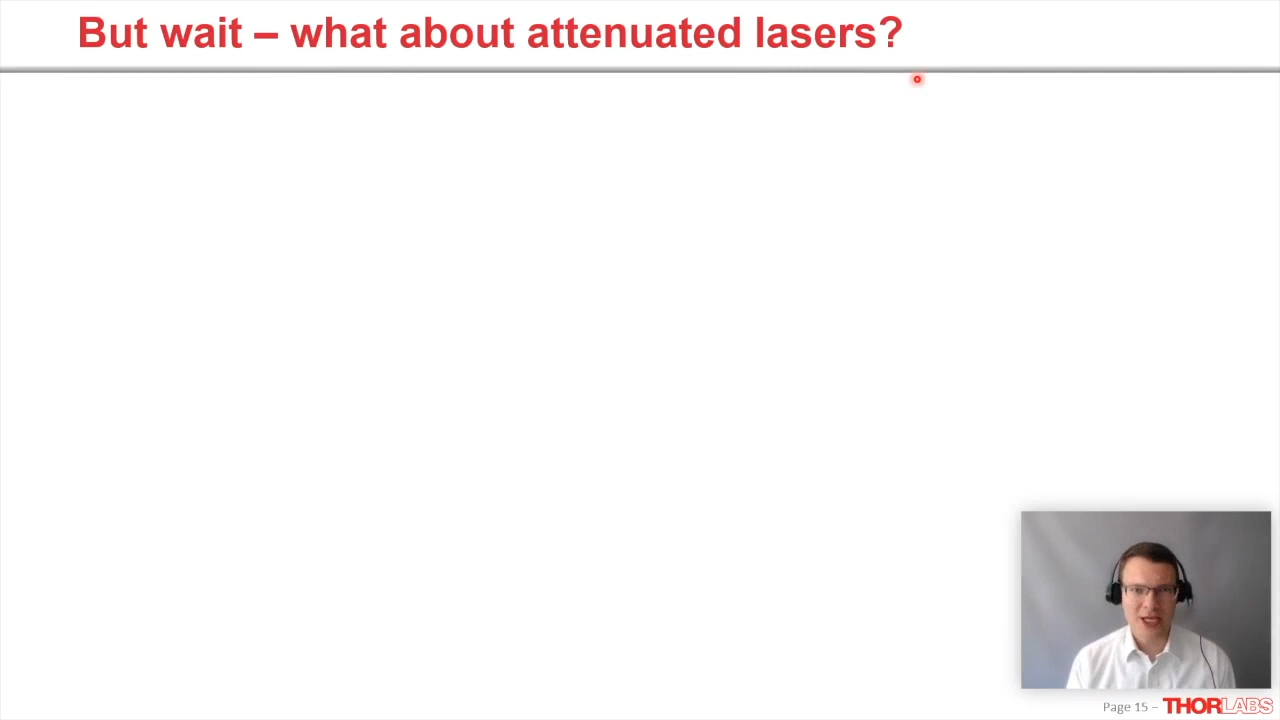 But wait – what about attenuated lasers?
Page 15 – THORLABS